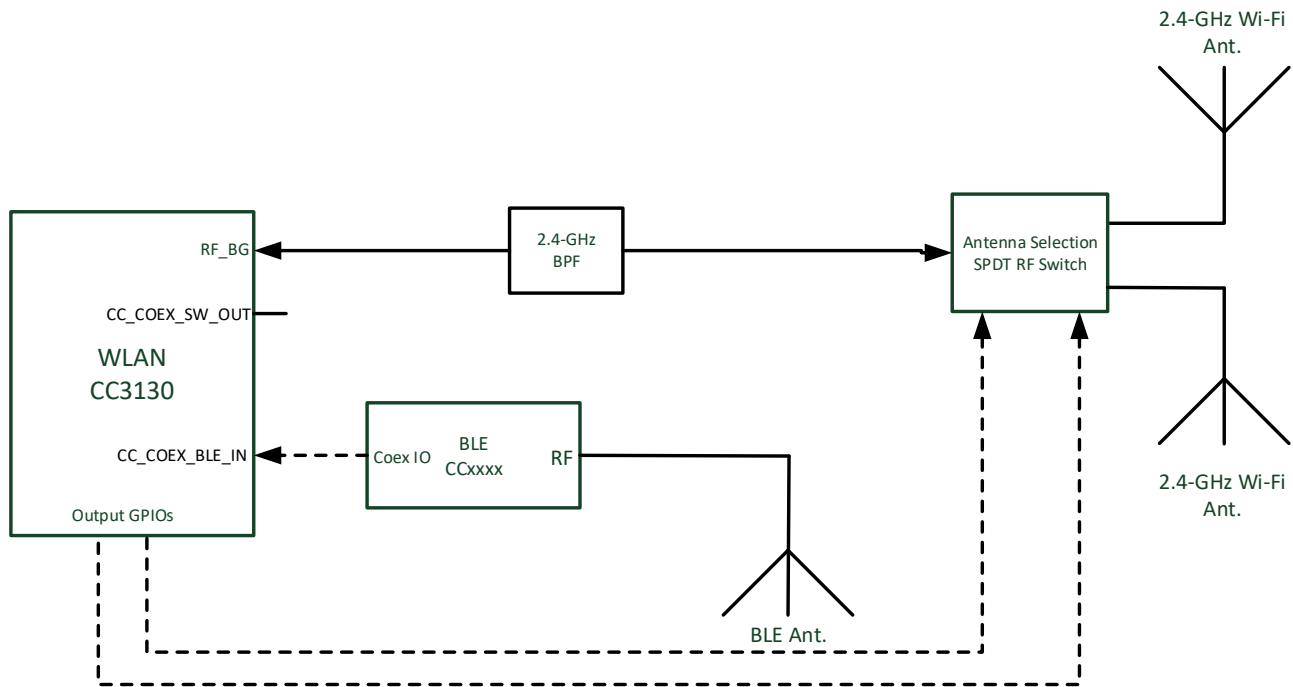 2.4-GHz Wi-Fi
Ant.
RF_BG
2.4-GHz
BPF
Antenna Selection
SPDT RF Switch
CC_COEX_SW_OUT
WLAN
CC3130
CC_COEX_BLE_IN
Coex IO
BLE
CCxxxx
RF
2.4-GHz Wi-Fi
Ant.
Output GPIOs
BLE Ant.